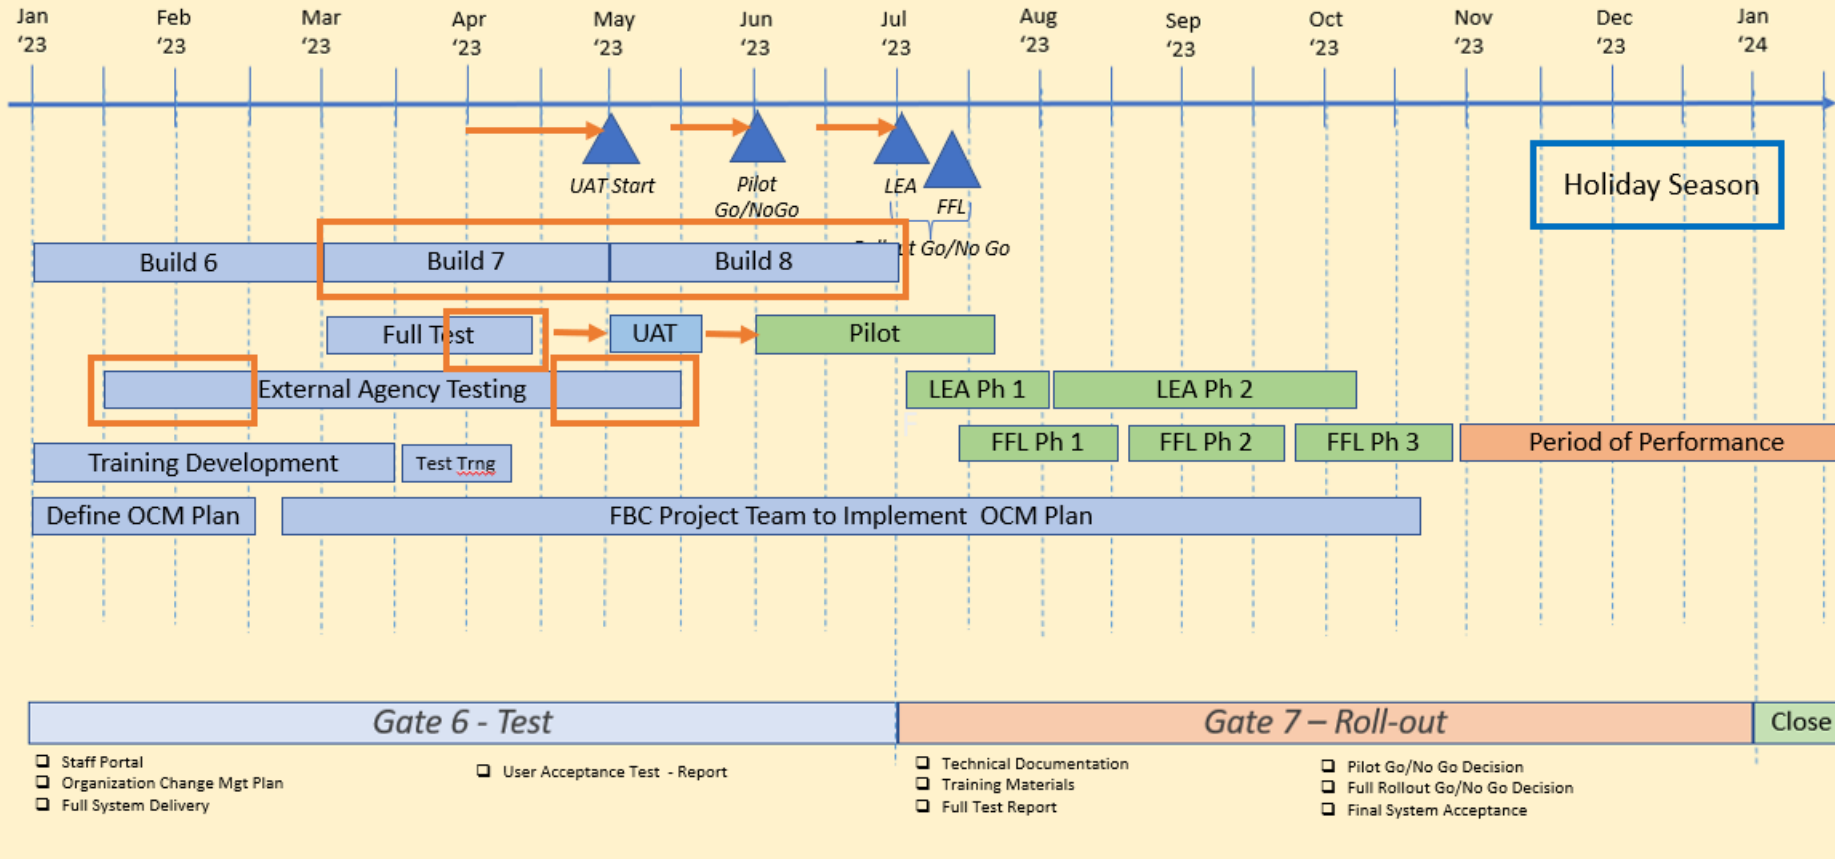 Jan Feb Mar Apr May Jun Jul Aug Sep Oct Nov Dec Jan
‘23 ‘23 ‘23 ‘23 ‘23 ‘23 ‘23 ‘23 ‘23 ‘23 ‘23 ‘23 ‘24
UAT Start
Pilot
Go/NoGo
LEA
FFL
t Go/No Go
Holiday Season
Build 6 Build 7 Build 8
Full Test UAT Pilot
External Agency Testing LEA Ph 1 LEA Ph 2
FFL Ph 1 FFL Ph 2 FFL Ph 3 Period of Performance
Training Development Test Trng
Define OCM Plan FBC Project Team to Implement OCM Plan
Gate 6 - Test Gate 7 – Roll-out Close
Staff Portal
Organization Change Mgt Plan
Full System Delivery
User Acceptance Test - Report
Technical Documentation
Training Materials
Full Test Report
Pilot Go/No Go Decision
Full Rollout Go/No Go Decision
Final System Acceptance